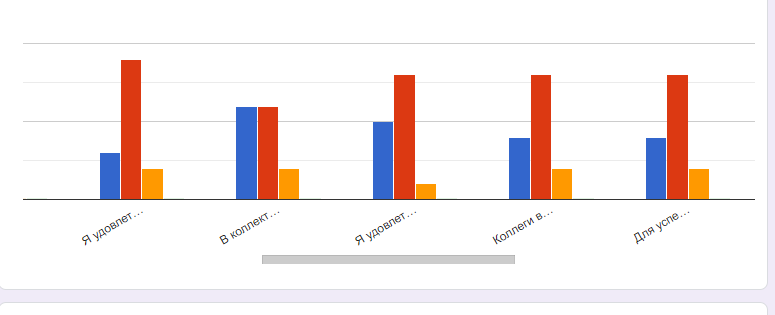 Я удовлет…
В коллект…
Я удовлет…
Коллеги в…
Для успе…